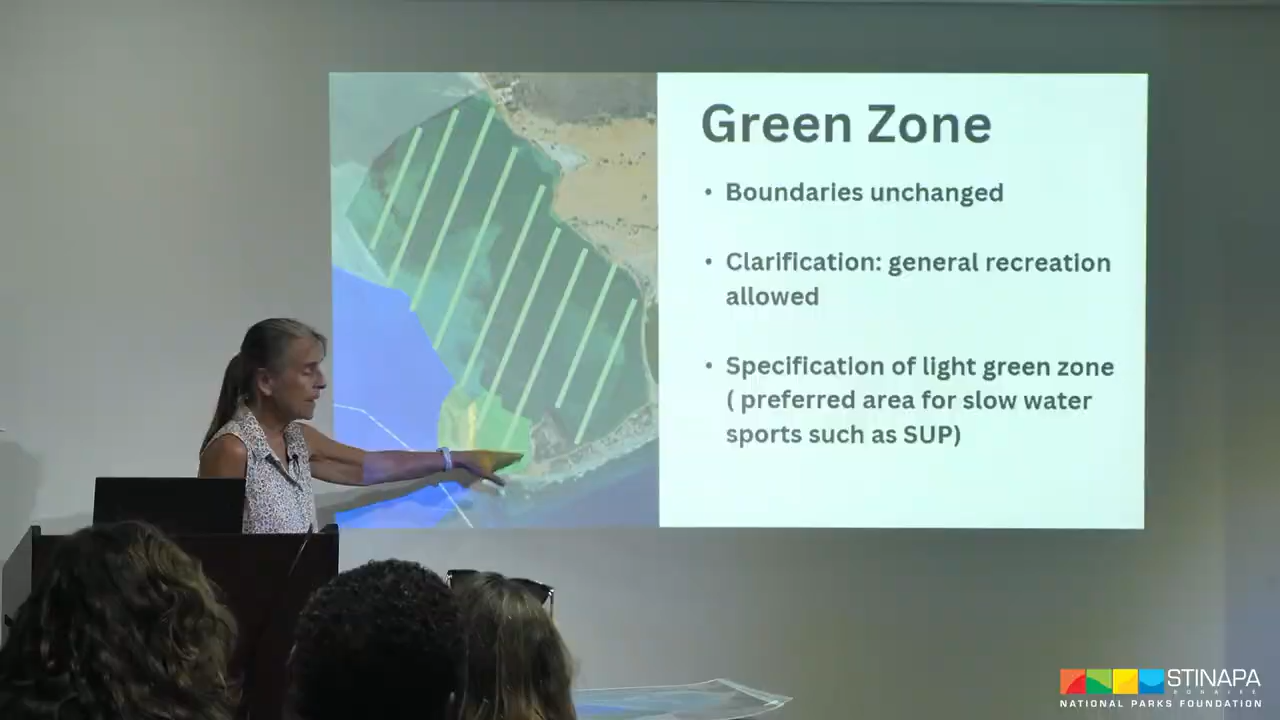 Green Zone
• Boundaries unchanged
• Clarification: general recreation
allowed
• Specification of light green zone
( preferred area for slow water
sports such as SUP)
STINAPA
BONAIRE
NATIONAL PARKS FOUNDATION